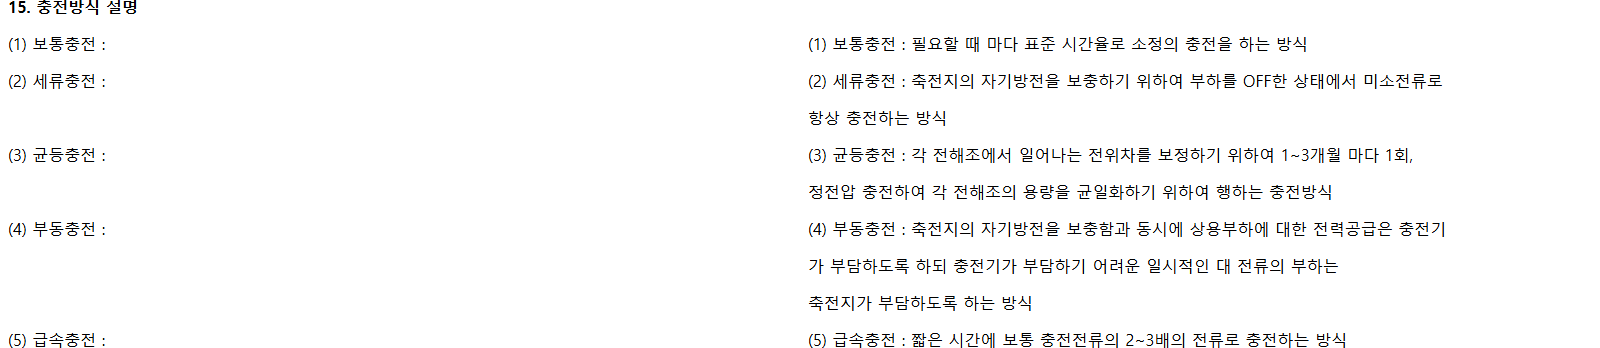 15. 충전방식 설명
(1) 보통충전 :
(2) 세류충전 :
(3) 균등충전 :
(4) 부동충전 :
(5) 급속충전 :
(1) 보통충전 : 필요할 때 마다 표준 시간율로 소정의 충전을 하는 방식
(2) 세류충전 : 축전지의 자기방전을 보충하기 위하여 부하를 OFF한 상태에서 미소전류로
항상 충전하는 방식
(3) 균등충전 : 각 전해조에서 일어나는 전위차를 보정하기 위하여 1~3개월 마다 1회,
정전압 충전하여 각 전해조의 용량을 균일화하기 위하여 행하는 충전방식
(4) 부동충전 : 축전지의 자기방전을 보충함과 동시에 상용부하에 대한 전력공급은 충전기
가 부담하도록 하되 충전기가 부담하기 어려운 일시적인 대 전류의 부하는
축전지가 부담하도록 하는 방식
(5) 급속충전 : 짧은 시간에 보통 충전전류의 2~3배의 전류로 충전하는 방식